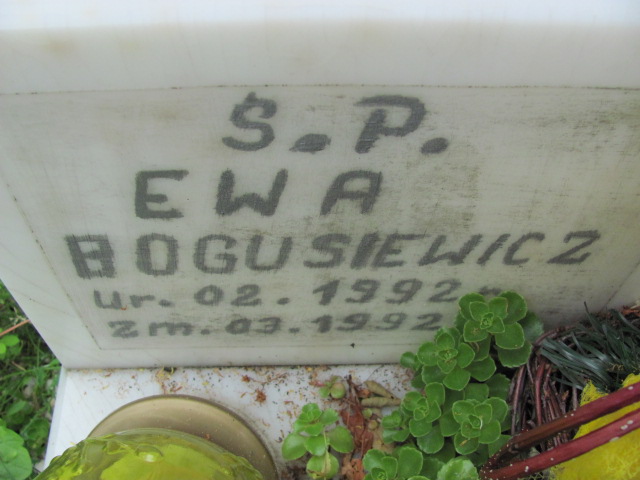 Ś.P.
EWA
BOGUSIEWICZ
ur. 02. 1992 r.
zm. 03. 1992